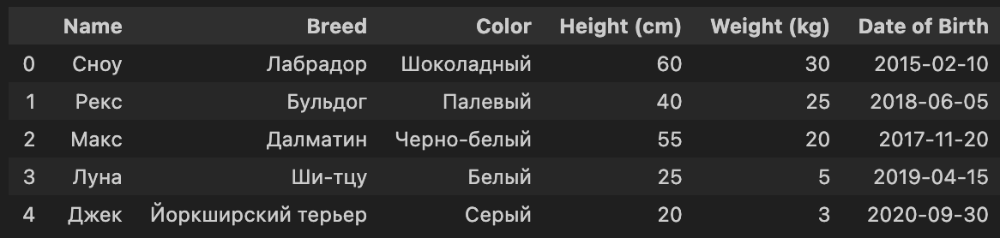 Name Breed Color Height (cm) Weight (kg) Date of Birth
0 Сноу Лабрадор Шоколадный 60 30 2015-02-10
1 Рекс Бульдог Палевый 40 25 2018-06-05
2 Макс Далматин Черно-белый 55 20 2017-11-20
3 Луна Ши-тцу Белый 25 5 2019-04-15
4 Джек Йоркширский терьер Серый 20 3 2020-09-30